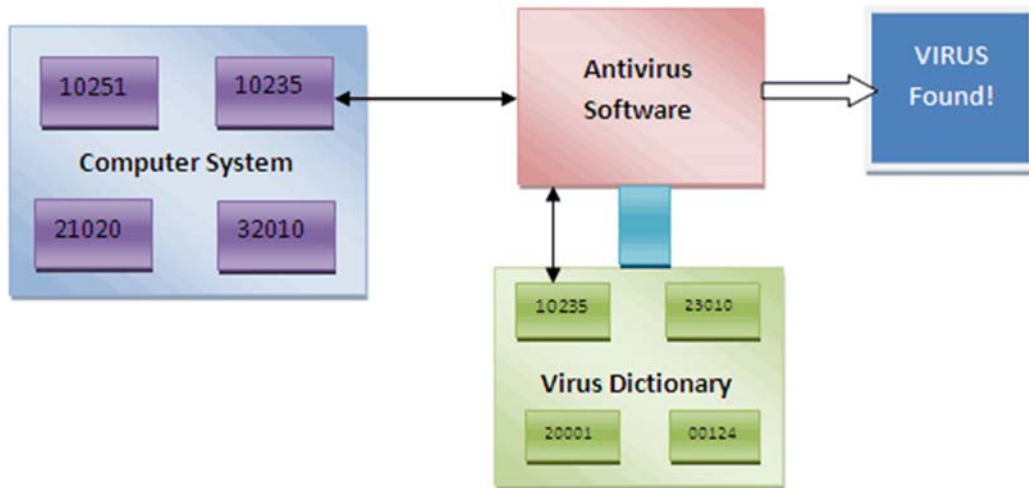 10251
10235
Computer System
21020
32010
Antivirus
Software
VIRUS
Found!
10235
23010
Virus Dictionary
20001
00124